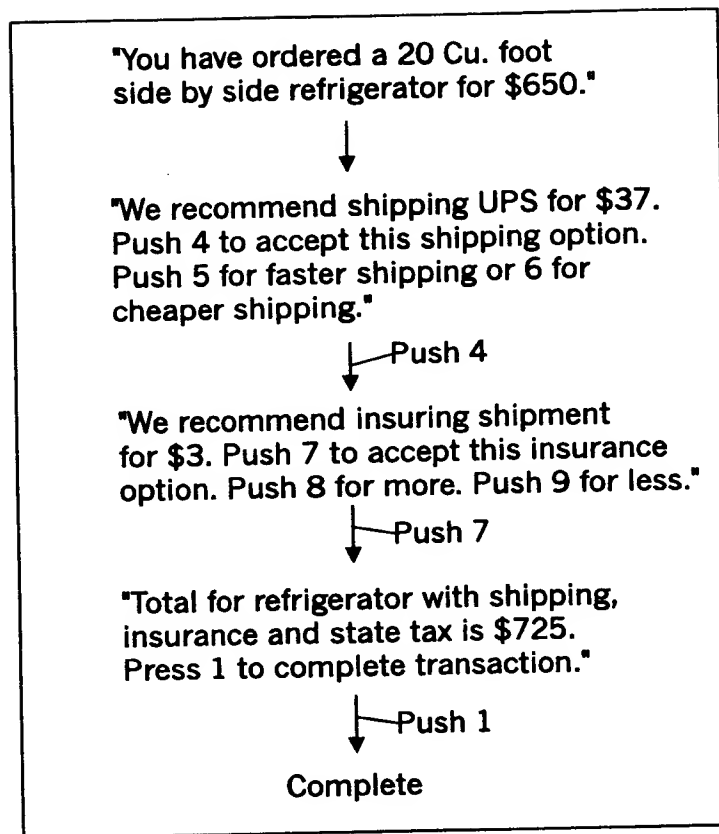 "You have ordered a 20 Cu. foot
side by side refrigerator for $650."
"We recommend shipping UPS for $37.
Push 4 to accept this shipping option.
Push 5 for faster shipping or 6 for
cheaper shipping."
Push 4
"We recommend insuring shipment
for $3. Push 7 to accept this insurance
option. Push 8 for more. Push 9 for less."
Push 7
"Total for refrigerator with shipping,
insurance and state tax is $725.
Press 1 to complete transaction."
Push 1
Complete